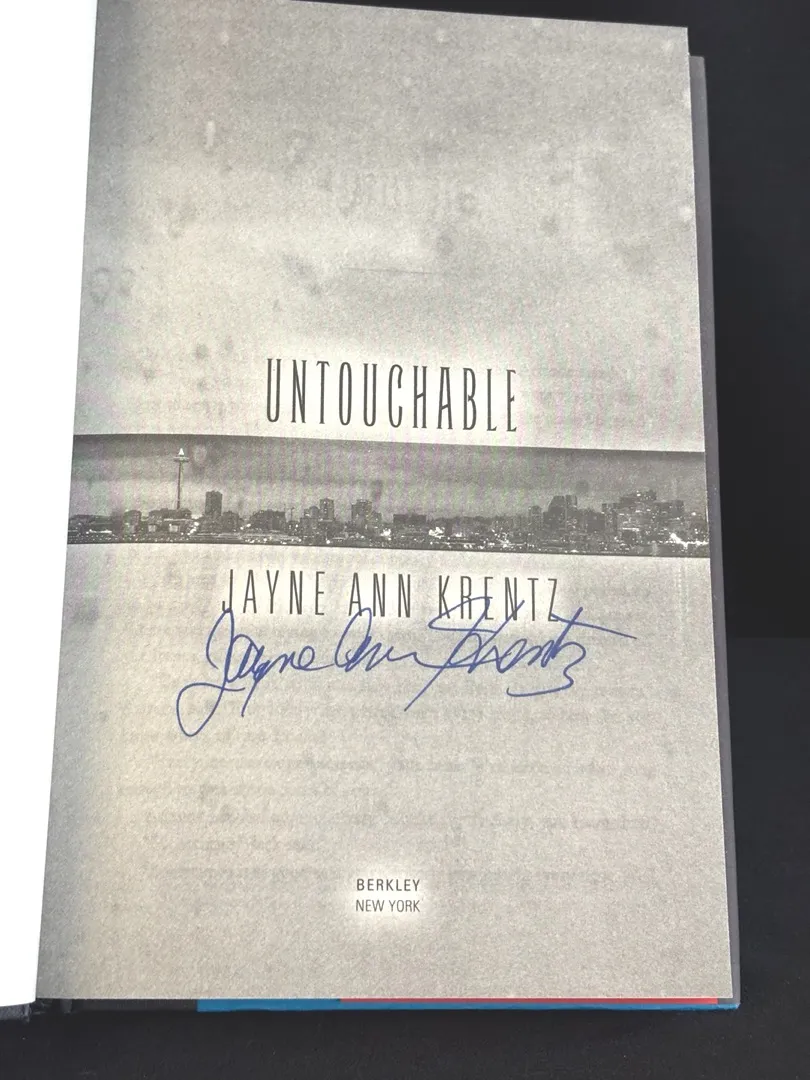 UNTOUCHABLE
JAYNE ANN KRENTZ
Jayne Ann Krentz
BERKLEY
NEW YORK